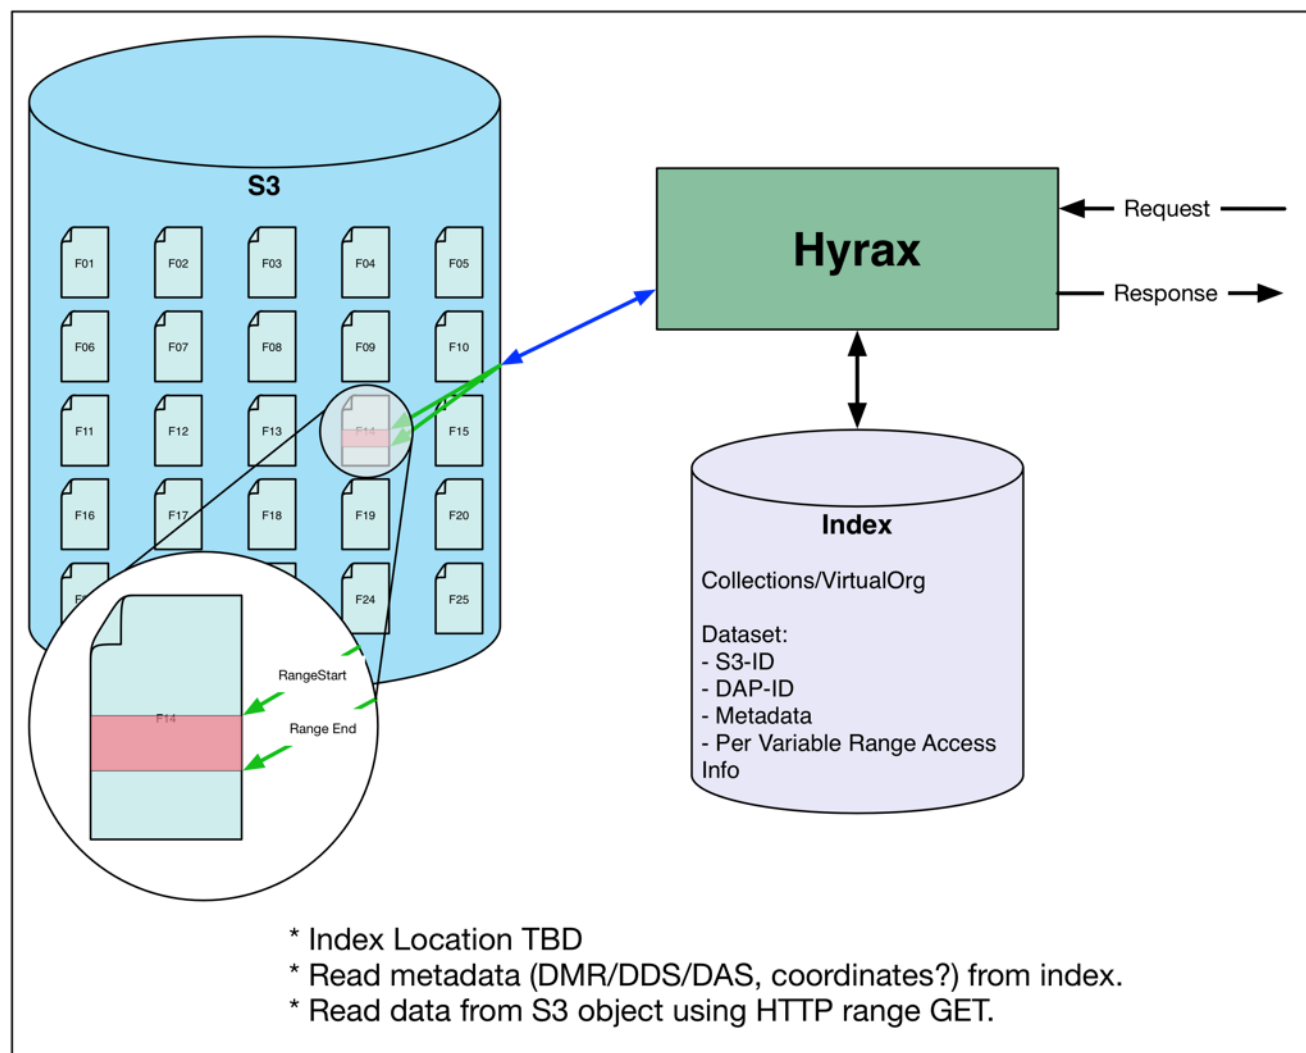 S3
F01
F02
F03
F04
F05
F06
F07
F08
F09
F10
F11
F12
F13
F14
F15
F16
F17
F18
F19
F20
F24
F25
RangeStart
F14
Range End
Hyrax
Request
Response
Index
Collections/VirtualOrg
Dataset:
- S3-ID
- DAP-ID
- Metadata
- Per Variable Range Access
Info
* Index Location TBD
* Read metadata (DMR/DDS/DAS, coordinates?) from index.
* Read data from S3 object using HTTP range GET.